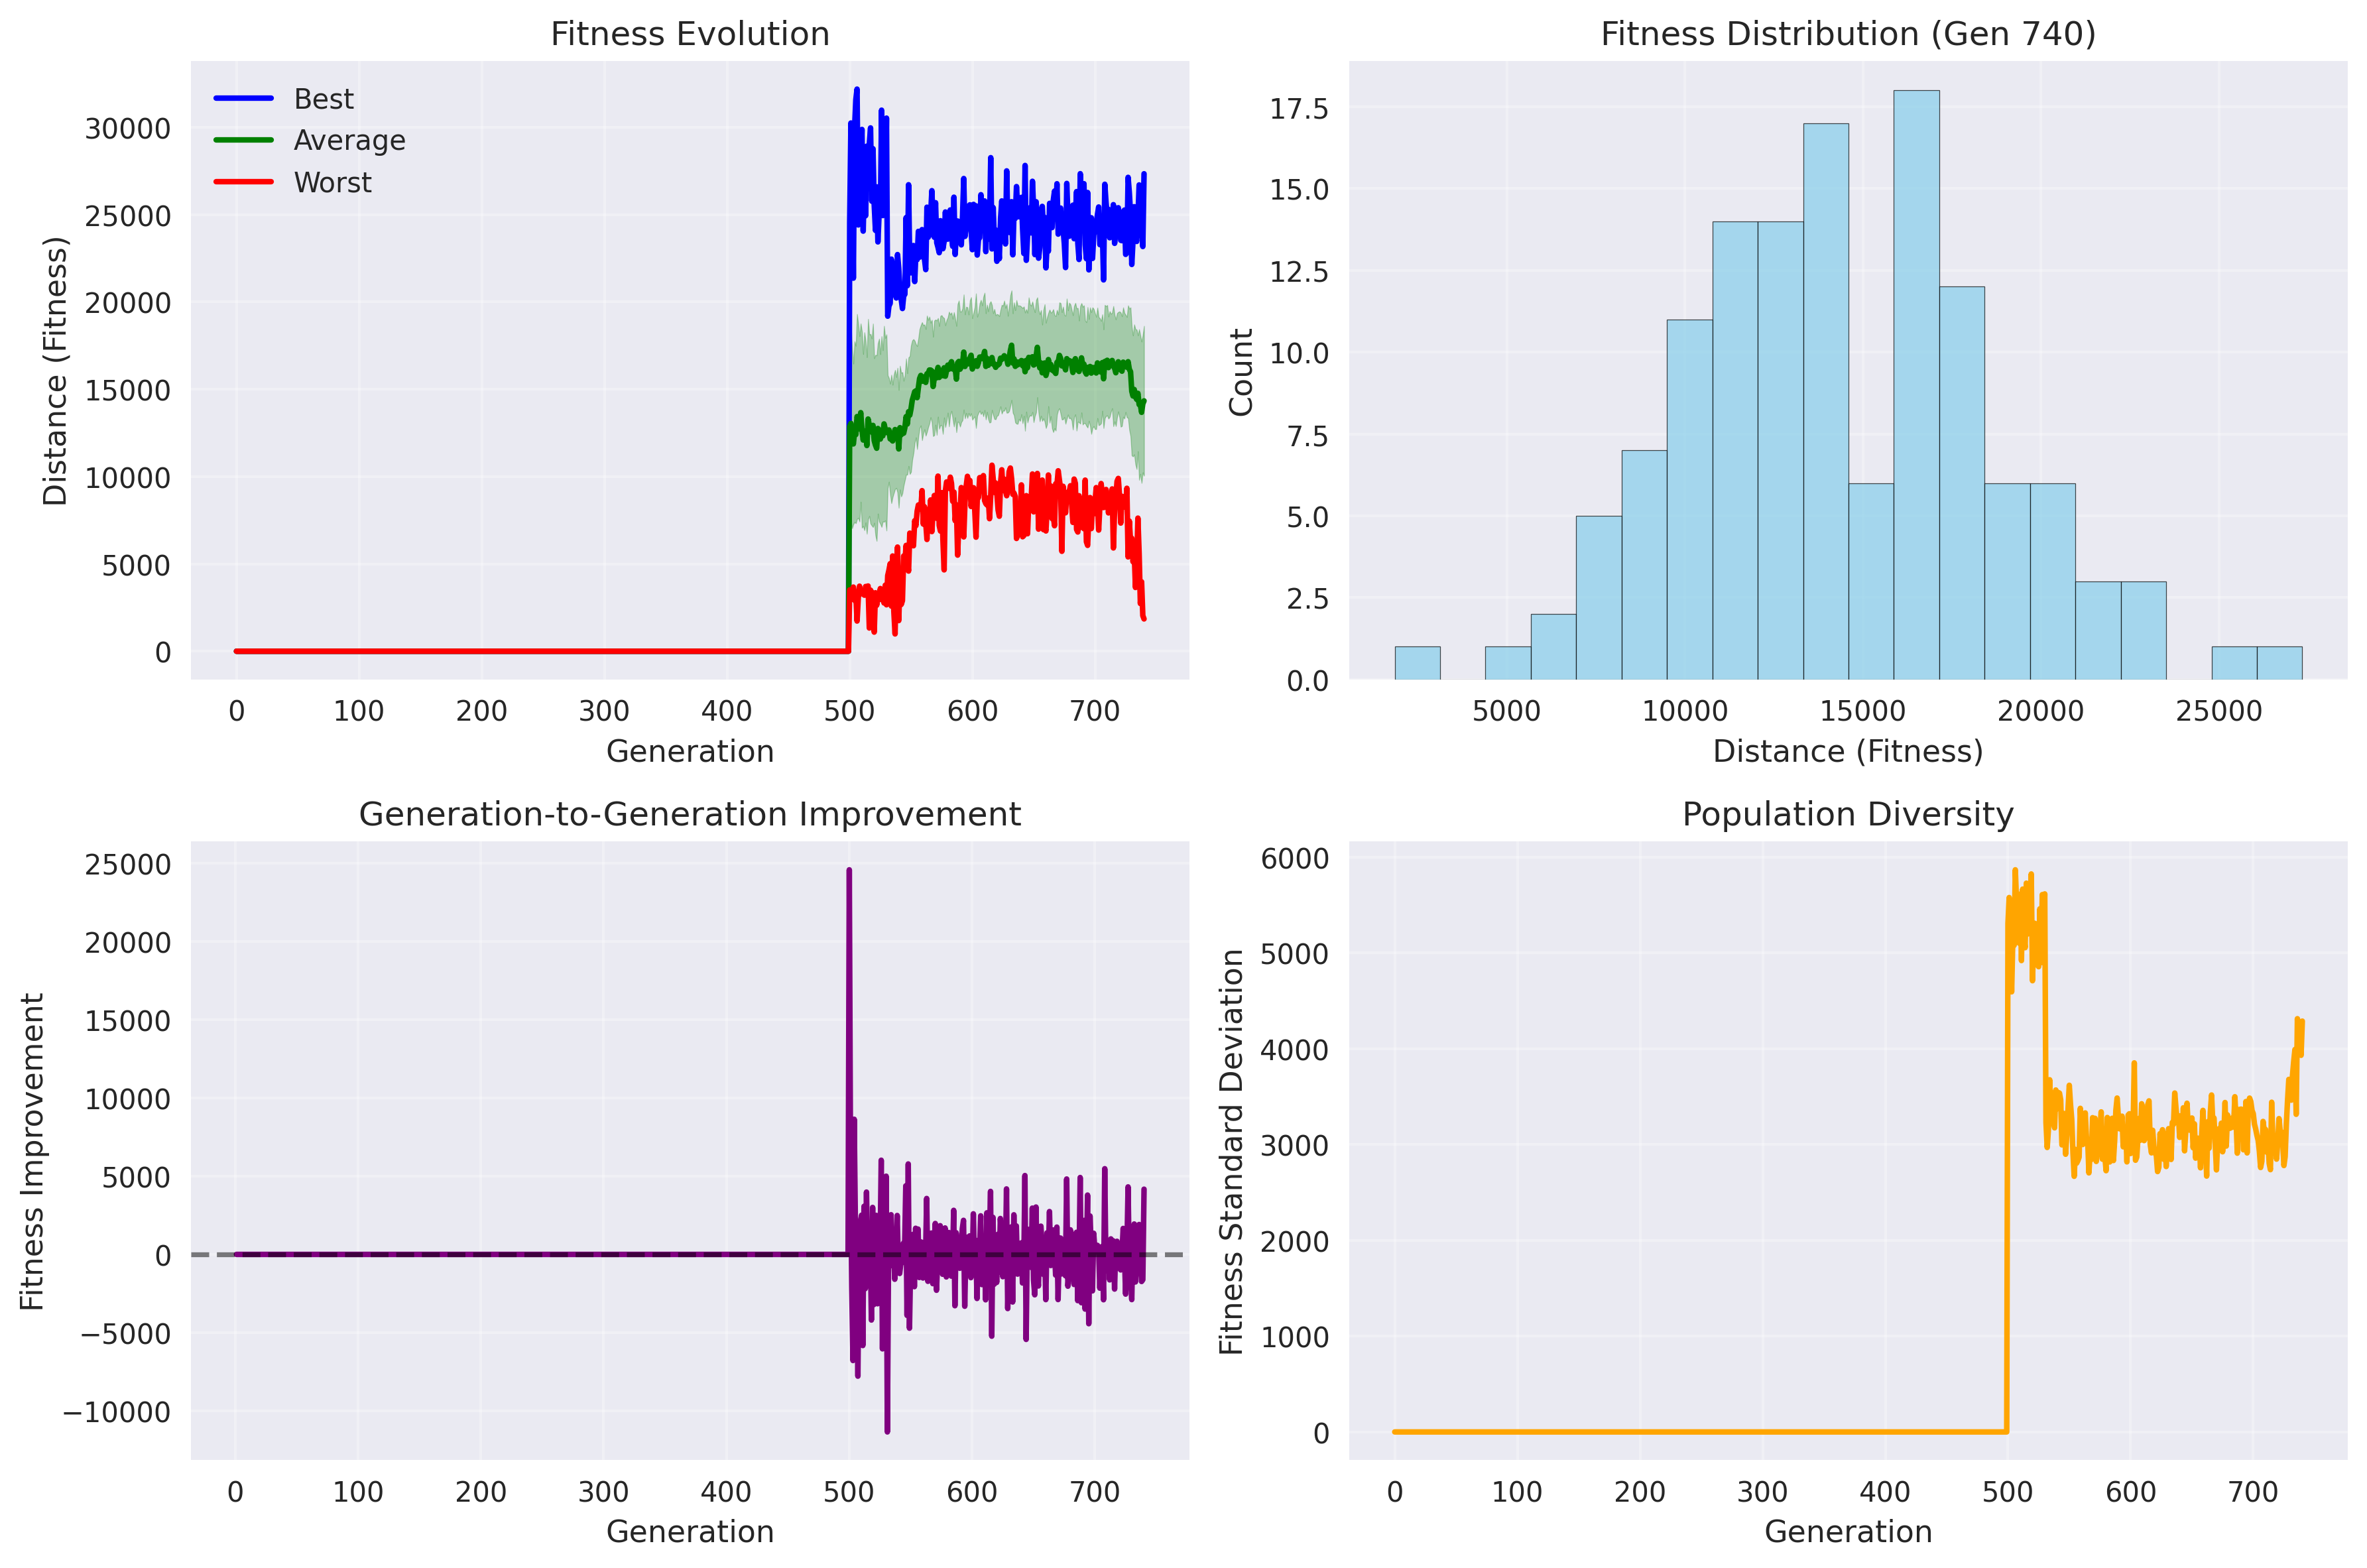 Fitness Evolution
Best
Average
Worst
30000
25000
20000
15000
10000
5000
0
Distance (Fitness)
0 100 200 300 400 500 600 700
Generation
Fitness Distribution (Gen 740)
17.5
15.0
12.5
10.0
7.5
5.0
2.5
0.0
Count
5000 10000 15000 20000 25000
Distance (Fitness)
Generation-to-Generation Improvement
25000
20000
15000
10000
5000
0
−5000
−10000
Fitness Improvement
0 100 200 300 400 500 600 700
Generation
Population Diversity
6000
5000
4000
3000
2000
1000
0
Fitness Standard Deviation
0 100 200 300 400 500 600 700
Generation